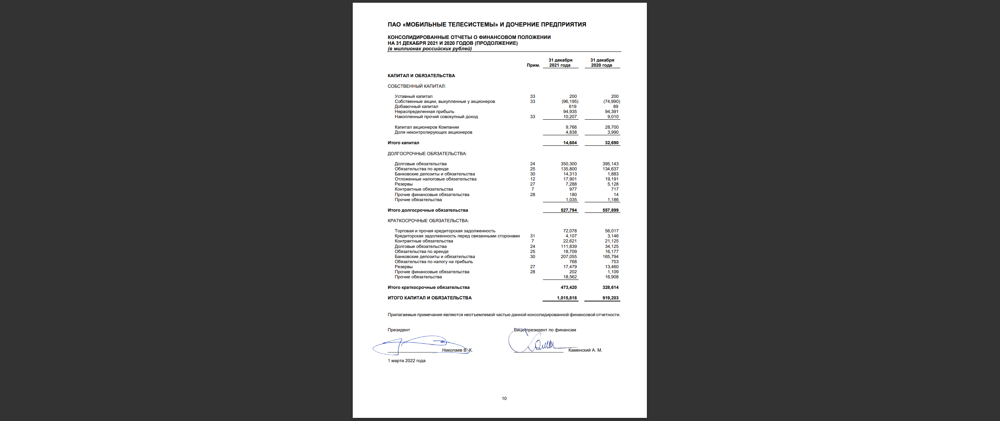 ПАО «МОБИЛЬНЫЕ ТЕЛЕСИСТЕМЫ» И ДОЧЕРНИЕ ПРЕДПРИЯТИЯ
КОНСОЛИДИРОВАННЫЕ ОТЧЕТЫ О ФИНАНСОВОМ ПОЛОЖЕНИИ
НА 31 ДЕКАБРЯ 2021 И 2020 ГОДОВ (ПРОДОЛЖЕНИЕ)
(в миллионах российских рублей)
31 декабря 31 декабря
Прим. 2021 года 2020 года
КАПИТАЛ И ОБЯЗАТЕЛЬСТВА
СОБСТВЕННЫЙ КАПИТАЛ:
Уставный капитал 33 200 200
Собственные акции, выкупленные у акционеров 33 (96,195) (74,990)
Добавочный капитал 619 89
Нераспределенная прибыль 94,935 94,391
Накопленный прочий совокупный доход 33 10,207 9,010
Капитал акционеров Компании 9,766 28,700
Доля неконтролирующих акционеров 4,838 3,990
Итого капитал 14,604 32,690
ДОЛГОСРОЧНЫЕ ОБЯЗАТЕЛЬСТВА:
Долговые обязательства 24 350,300 395,143
Обязательства по аренде 25 135,800 134,637
Банковские депозиты и обязательства 30 14,313 1,883
Отложенные налоговые обязательства 12 17,901 19,191
Резервы 27 7,288 5,128
Контрактные обязательства 7 977 717
Прочие финансовые обязательства 28 180 14
Прочие обязательства 1,035 1,186
Итого долгосрочные обязательства 527,794 557,899
КРАТКОСРОЧНЫЕ ОБЯЗАТЕЛЬСТВА:
Торговая и прочая кредиторская задолженность 72,078 56,017
Кредиторская задолженность перед связанными сторонами 31 4,107 3,146
Контрактные обязательства 7 22,621 21,125
Долговые обязательства 24 111,839 34,125
Обязательства по аренде 25 18,709 16,177
Банковские депозиты и обязательства 30 207,055 165,794
Обязательства по налогу на прибыль 768 753
Резервы 27 17,479 13,460
Прочие финансовые обязательства 28 202 1,109
Прочие обязательства 18,562 16,908
Итого краткосрочные обязательства 473,420 328,614
ИТОГО КАПИТАЛ И ОБЯЗАТЕЛЬСТВА 1,015,818 919,203
Прилагаемые примечания являются неотъемлемой частью данной консолидированной финансовой отчетности.
Президент Вице-президент по финансам
Николаев В. К. Каменский А. М.
1 марта 2022 года
10